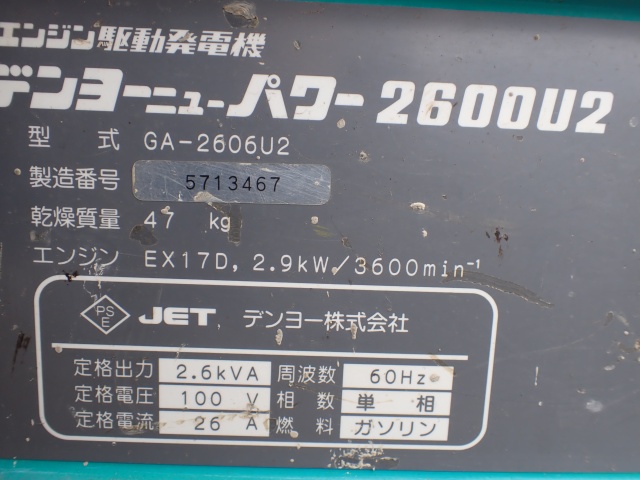 エンジン駆動発電機
デンヨーニューパワー2600U2
型式 GA-2606U2
製造番号 5713467
乾燥質量 47 kg
エンジン EX17D, 2.9kW/3600min⁻¹
PSE JET デンヨー株式会社
定格出力 2.6kVA 周波数 60Hz
定格電圧 100 V 相数 単相
定格電流 26 A 燃料 ガソリン